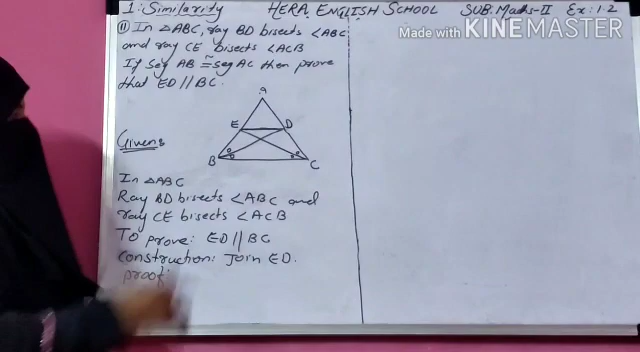 1: Similarity HERA ENGLISH SCHOOL SUB: Maths-II Ex: 1.2
Made with KINEMASTER
11 In △ABC, ray BD bisects ∠ABC
and ray CE bisects ∠ACB
If seg AB ≅ seg AC then prove
that ED // BC.
A
E D
B C
Given:
In △ABC
Ray BD bisects ∠ABC and
ray CE bisects ∠ACB
To prove: ED // BC
Construction: Join ED.
proof: